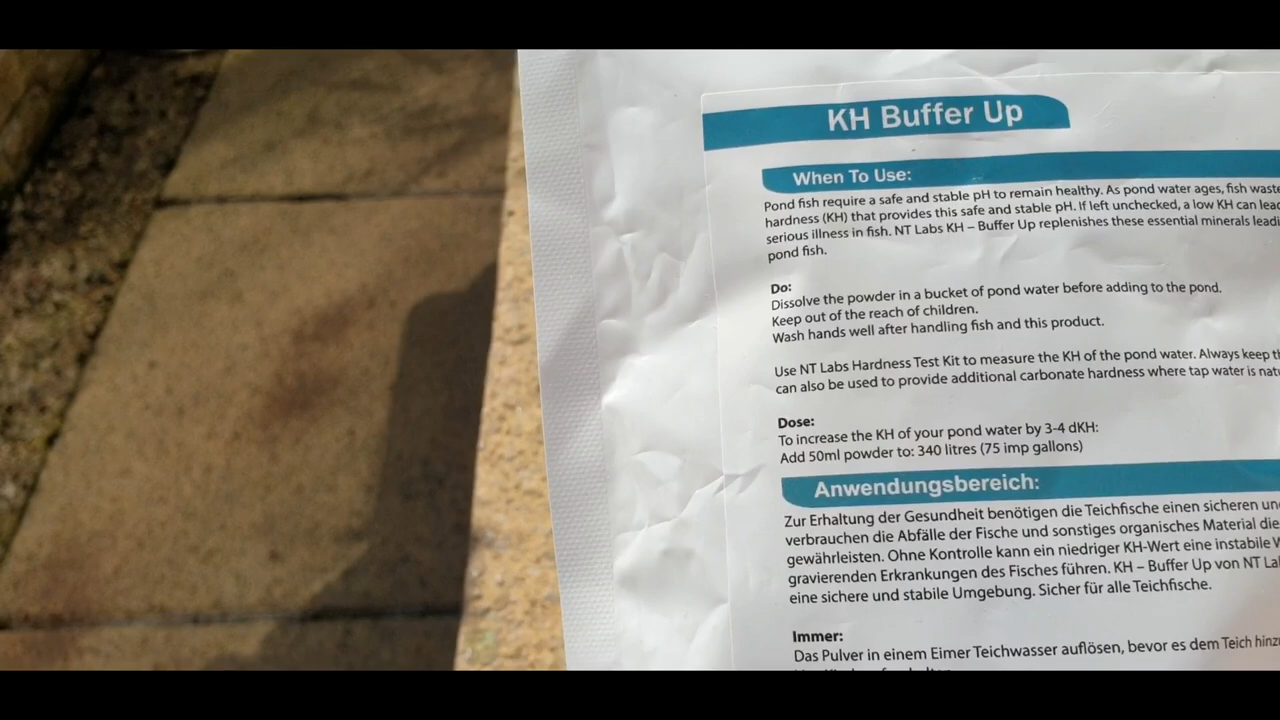 KH Buffer Up
When To Use:
Pond fish require a safe and stable pH to remain healthy. As pond water ages, fish waste
hardness (KH) that provides this safe and stable pH. If left unchecked, a low KH can lead
serious illness in fish. NT Labs KH – Buffer Up replenishes these essential minerals leadi
pond fish.
Do:
Dissolve the powder in a bucket of pond water before adding to the pond.
Keep out of the reach of children.
Wash hands well after handling fish and this product.
Use NT Labs Hardness Test Kit to measure the KH of the pond water. Always keep th
can also be used to provide additional carbonate hardness where tap water is natu
Dose:
To increase the KH of your pond water by 3-4 dKH:
Add 50ml powder to: 340 litres (75 imp gallons)
Anwendungsbereich:
Zur Erhaltung der Gesundheit benötigen die Teichfische einen sicheren und
verbrauchen die Abfälle der Fische und sonstiges organisches Material die
gewährleisten. Ohne Kontrolle kann ein niedriger KH-Wert eine instabile W
gravierenden Erkrankungen des Fisches führen. KH – Buffer Up von NT La
eine sichere und stabile Umgebung. Sicher für alle Teichfische.
Immer:
Das Pulver in einem Eimer Teichwasser auflösen, bevor es dem Teich hinz